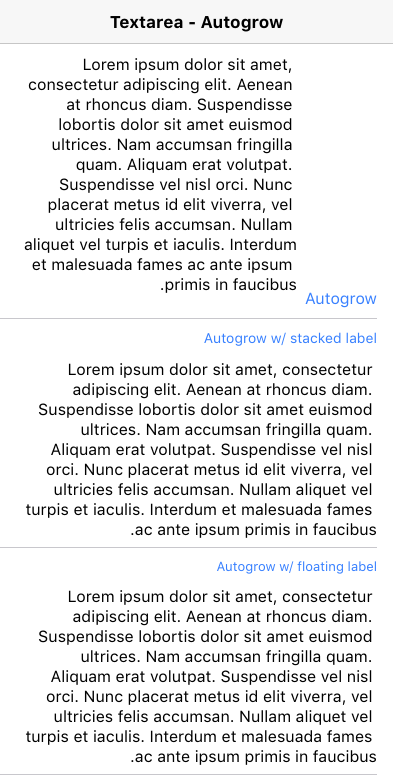 Textarea - Autogrow
Lorem ipsum dolor sit amet,
consectetur adipiscing elit. Aenean
at rhoncus diam. Suspendisse
lobortis dolor sit amet euismod
ultrices. Nam accumsan fringilla
quam. Aliquam erat volutpat.
Suspendisse vel nisl orci. Nunc
placerat metus id elit viverra, vel
ultricies felis accumsan. Nullam
aliquet vel turpis et iaculis. Interdum
et malesuada fames ac ante ipsum
.primis in faucibus
Autogrow
Autogrow w/ stacked label
Lorem ipsum dolor sit amet, consectetur
adipiscing elit. Aenean at rhoncus diam.
Suspendisse lobortis dolor sit amet euismod
ultrices. Nam accumsan fringilla quam.
Aliquam erat volutpat. Suspendisse vel nisl
orci. Nunc placerat metus id elit viverra, vel
ultricies felis accumsan. Nullam aliquet vel
turpis et iaculis. Interdum et malesuada fames
.ac ante ipsum primis in faucibus
Autogrow w/ floating label
Lorem ipsum dolor sit amet, consectetur
adipiscing elit. Aenean at rhoncus diam.
Suspendisse lobortis dolor sit amet euismod
ultrices. Nam accumsan fringilla quam.
Aliquam erat volutpat. Suspendisse vel nisl
orci. Nunc placerat metus id elit viverra, vel
ultricies felis accumsan. Nullam aliquet vel
turpis et iaculis. Interdum et malesuada fames
.ac ante ipsum primis in faucibus